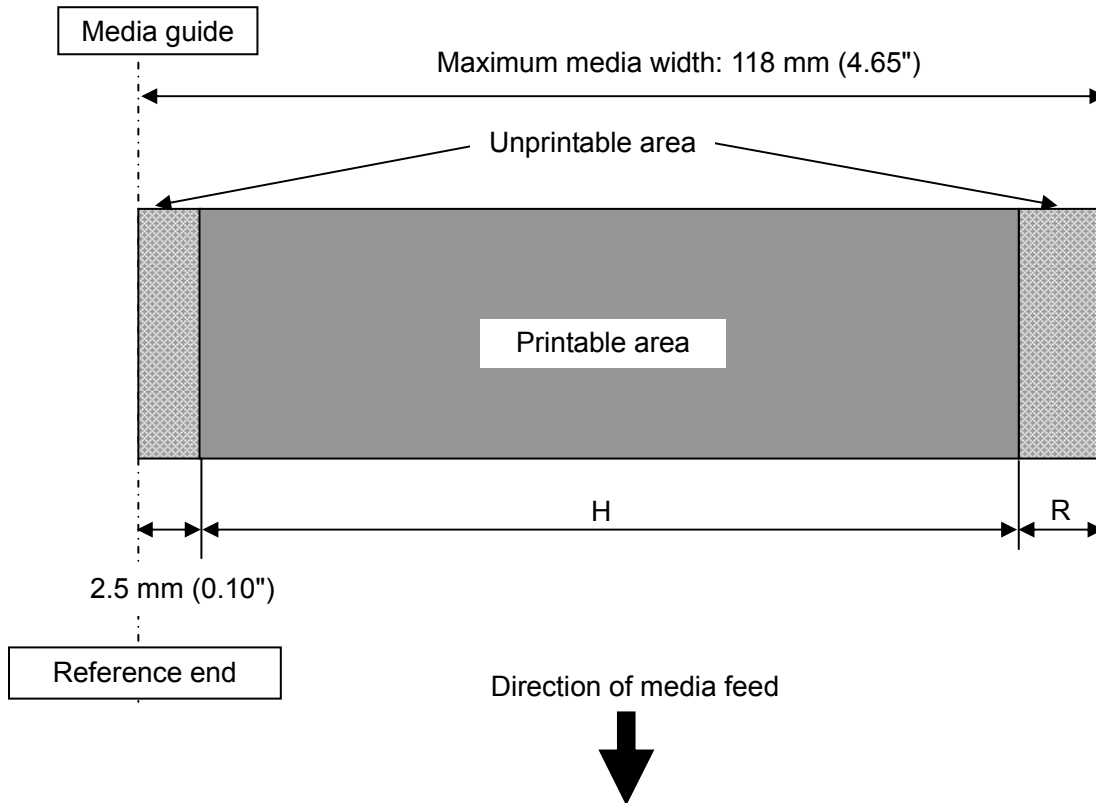 Media guide
Maximum media width: 118 mm (4.65")
Unprintable area
Printable area
H
R
2.5 mm (0.10")
Reference end
Direction of media feed